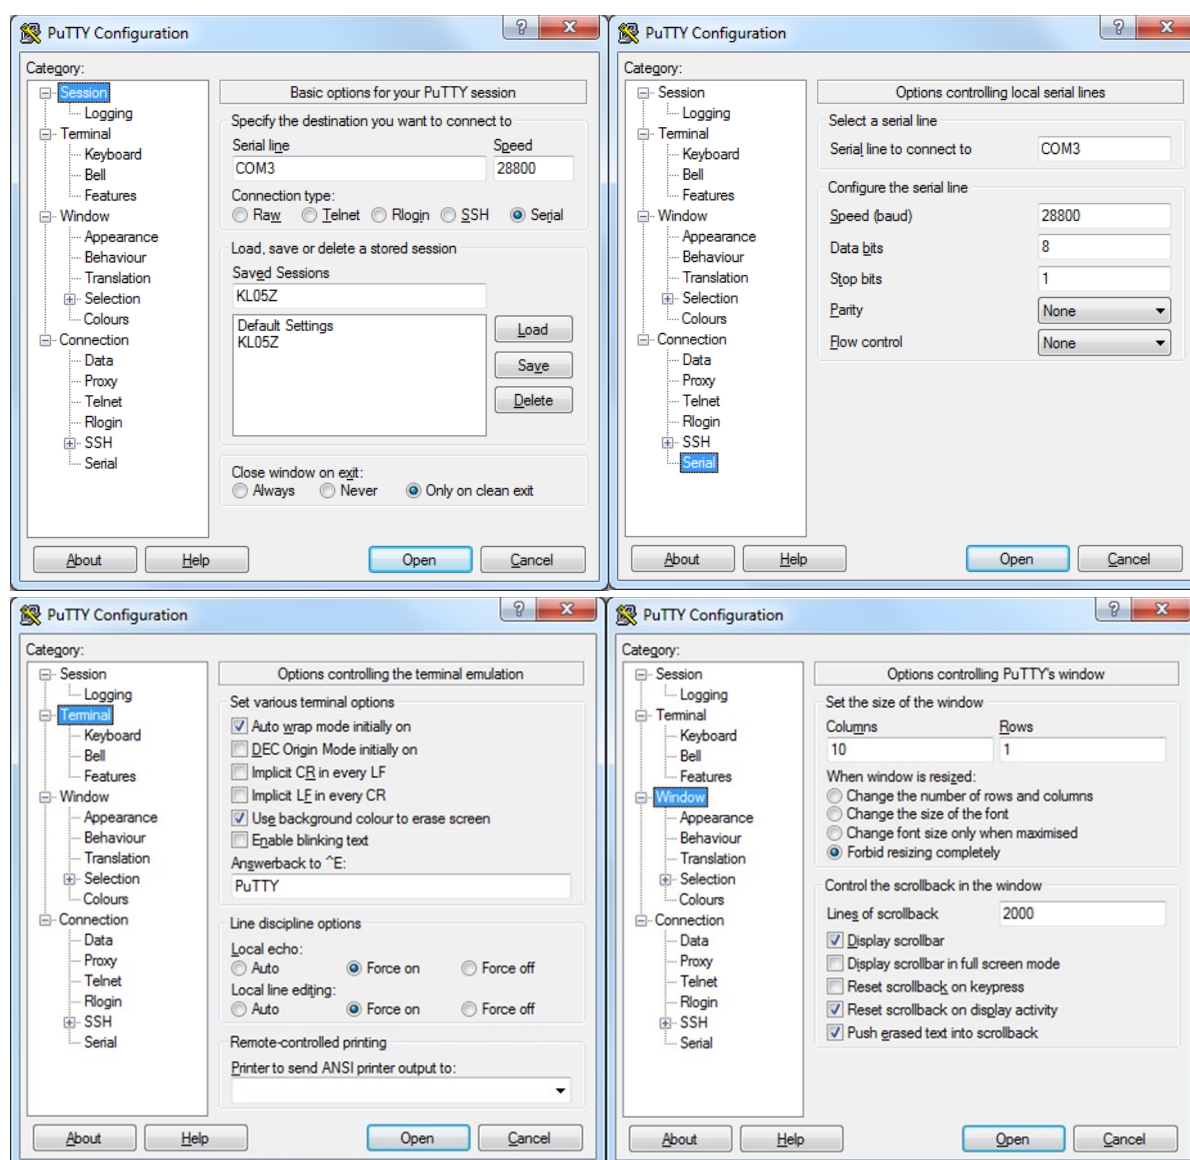 PuTTY Configuration
Category:
Session
Logging
Terminal
Keyboard
Bell
Features
Window
Appearance
Behaviour
Translation
Selection
Colours
Connection
Data
Proxy
Telnet
Rlogin
SSH
Serial
Basic options for your PuTTY session
Specify the destination you want to connect to
Serial line Speed
COM3 28800
Connection type:
Raw Telnet Rlogin SSH Serial
Load, save or delete a stored session
Saved Sessions
KL05Z
Default Settings
KL05Z
Load
Save
Delete
Close window on exit:
Always Never Only on clean exit
About Help Open Cancel
PuTTY Configuration
Category:
Session
Logging
Terminal
Keyboard
Bell
Features
Window
Appearance
Behaviour
Translation
Selection
Colours
Connection
Data
Proxy
Telnet
Rlogin
SSH
Serial
Options controlling local serial lines
Select a serial line
Serial line to connect to COM3
Configure the serial line
Speed (baud) 28800
Data bits 8
Stop bits 1
Parity None
Flow control None
About Help Open Cancel
PuTTY Configuration
Category:
Session
Logging
Terminal
Keyboard
Bell
Features
Window
Appearance
Behaviour
Translation
Selection
Colours
Connection
Data
Proxy
Telnet
Rlogin
SSH
Serial
Options controlling the terminal emulation
Set various terminal options
Auto wrap mode initially on
DEC Origin Mode initially on
Implicit CR in every LF
Implicit LF in every CR
Use background colour to erase screen
Enable blinking text
Answerback to ^E:
PuTTY
Line discipline options
Local echo:
Auto Force on Force off
Local line editing:
Auto Force on Force off
Remote-controlled printing
Printer to send ANSI printer output to:
About Help Open Cancel
PuTTY Configuration
Category:
Session
Logging
Terminal
Keyboard
Bell
Features
Window
Appearance
Behaviour
Translation
Selection
Colours
Connection
Data
Proxy
Telnet
Rlogin
SSH
Serial
Options controlling PuTTY's window
Set the size of the window
Columns Rows
10 1
When window is resized:
Change the number of rows and columns
Change the size of the font
Change font size only when maximised
Forbid resizing completely
Control the scrollback in the window
Lines of scrollback 2000
Display scrollbar
Display scrollbar in full screen mode
Reset scrollback on keypress
Reset scrollback on display activity
Push erased text into scrollback
About Help Open Cancel